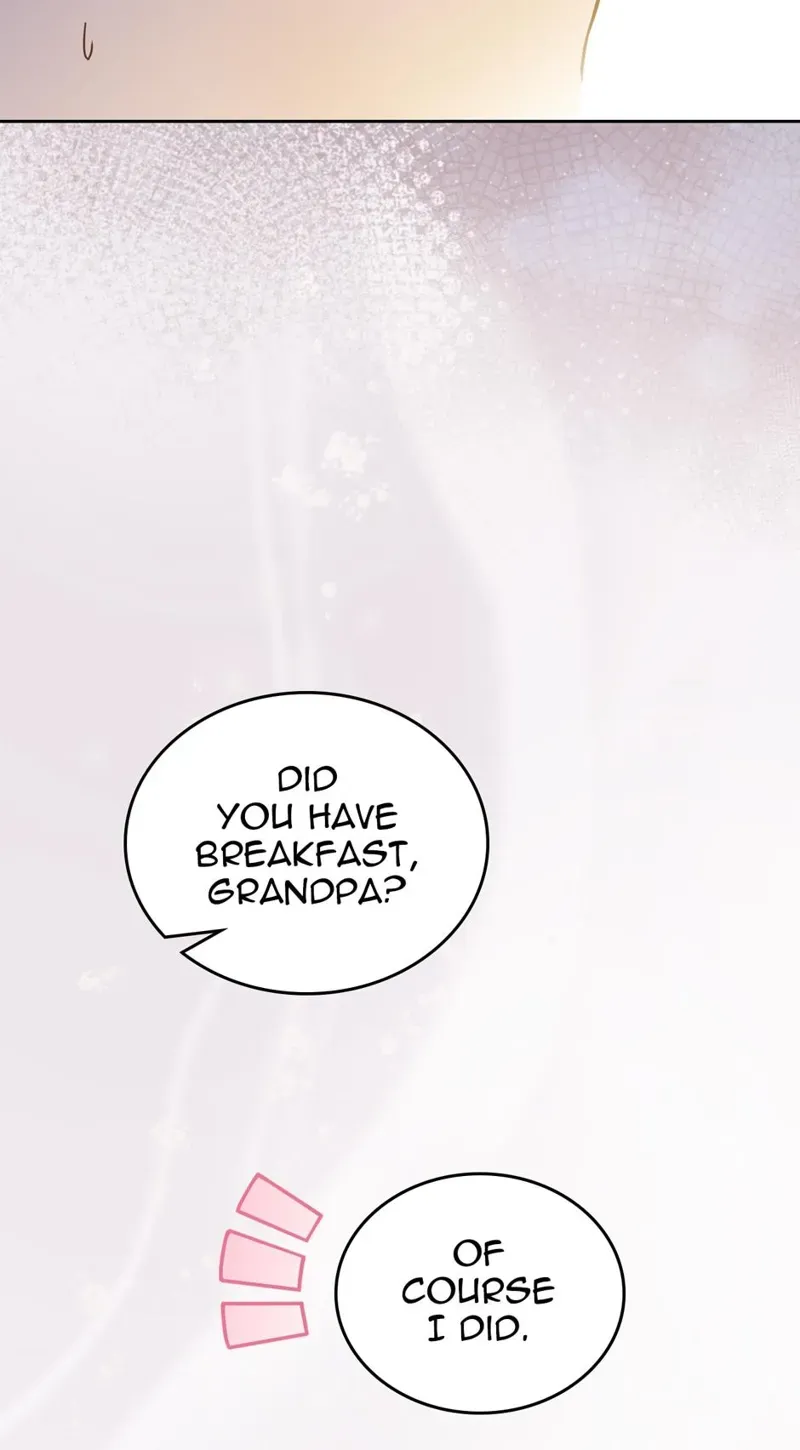 DID
YOU HAVE
BREAKFAST,
GRANDPA?
OF
COURSE
I DID.